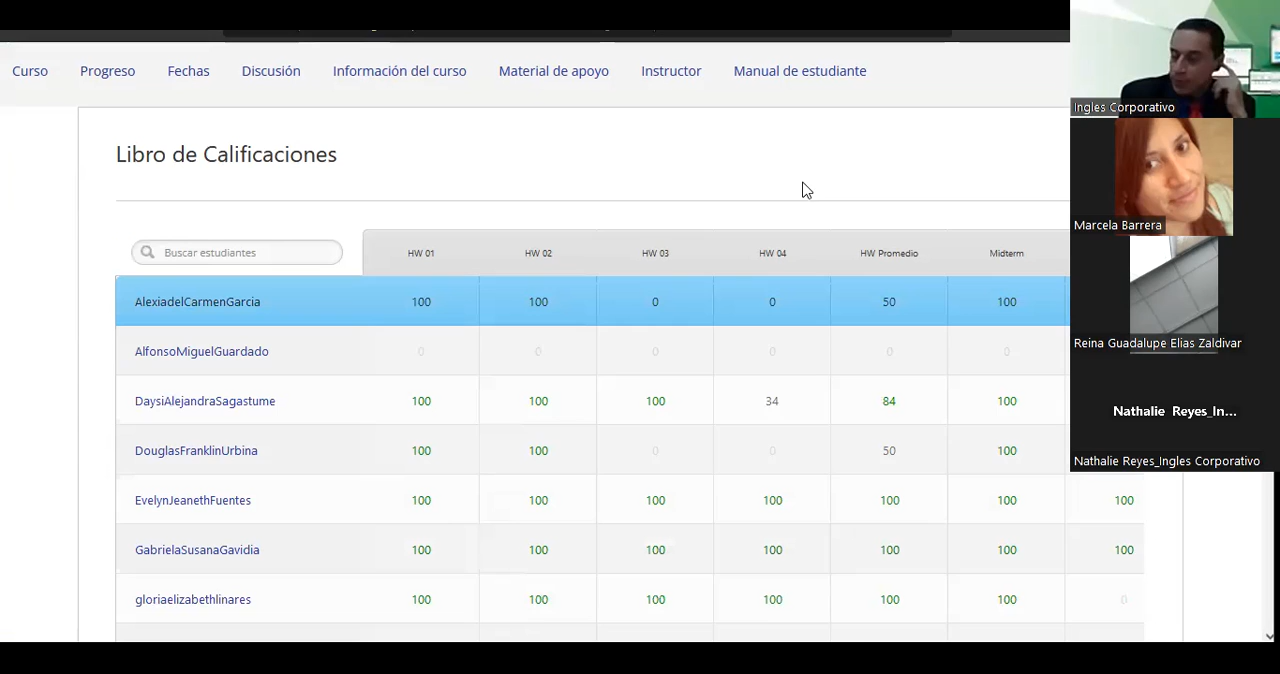 Curso Progreso Fechas Discusión Información del curso Material de apoyo Instructor Manual de estudiante
Libro de Calificaciones
Buscar estudiantes HW 01 HW 02 HW 03 HW 04 HW Promedio Midterm
AlexiadelCarmenGarcia 100 100 0 0 50 100
AlfonsoMiguelGuardado 0 0 0 0 0 0
DaysiAlejandraSagastume 100 100 100 34 84 100
DouglasFranklinUrbina 100 100 0 0 50 100
EvelynJeanethFuentes 100 100 100 100 100 100 100
GabrielaSusanaGavidia 100 100 100 100 100 100 100
gloriaelizabethlinares 100 100 100 100 100 100 0
Ingles Corporativo
Marcela Barrera
Reina Guadalupe Elias Zaldivar
Nathalie Reyes_In...
Nathalie Reyes_Ingles Corporativo